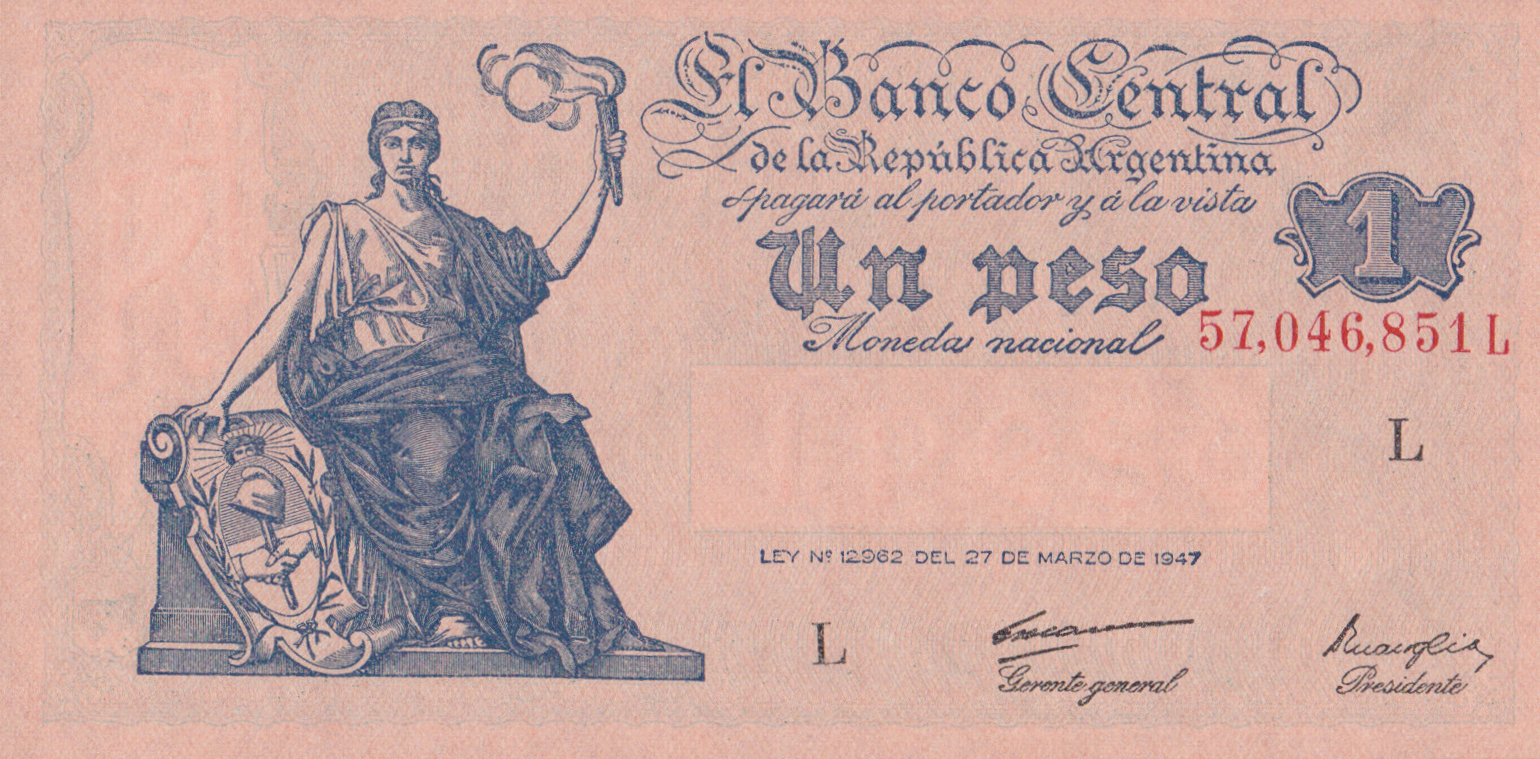 El Banco Central
de la República Argentina
pagará al portador y á la vista
Un peso
1
Moneda nacional
57,046,851 L
L
LEY Nº 12962 DEL 27 DE MARZO DE 1947
L
Gerente general
Presidente